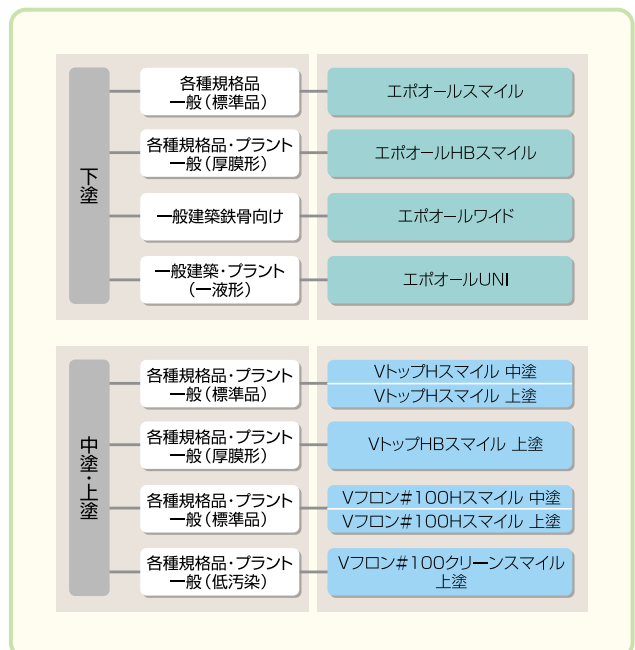 下塗
各種規格品
一般(標準品)
エポオールスマイル
各種規格品・プラント
一般(厚膜形)
エポオールHBスマイル
一般建築鉄骨向け
エポオールワイド
一般建築・プラント
(一液形)
エポオールUNI
中塗・上塗
各種規格品・プラント
一般(標準品)
VトップHスマイル 中塗
VトップHスマイル 上塗
各種規格品・プラント
一般(厚膜形)
VトップHBスマイル 上塗
各種規格品・プラント
一般(標準品)
Vフロン#100Hスマイル 中塗
Vフロン#100Hスマイル 上塗
各種規格品・プラント
一般(低汚染)
Vフロン#100クリーンスマイル
上塗